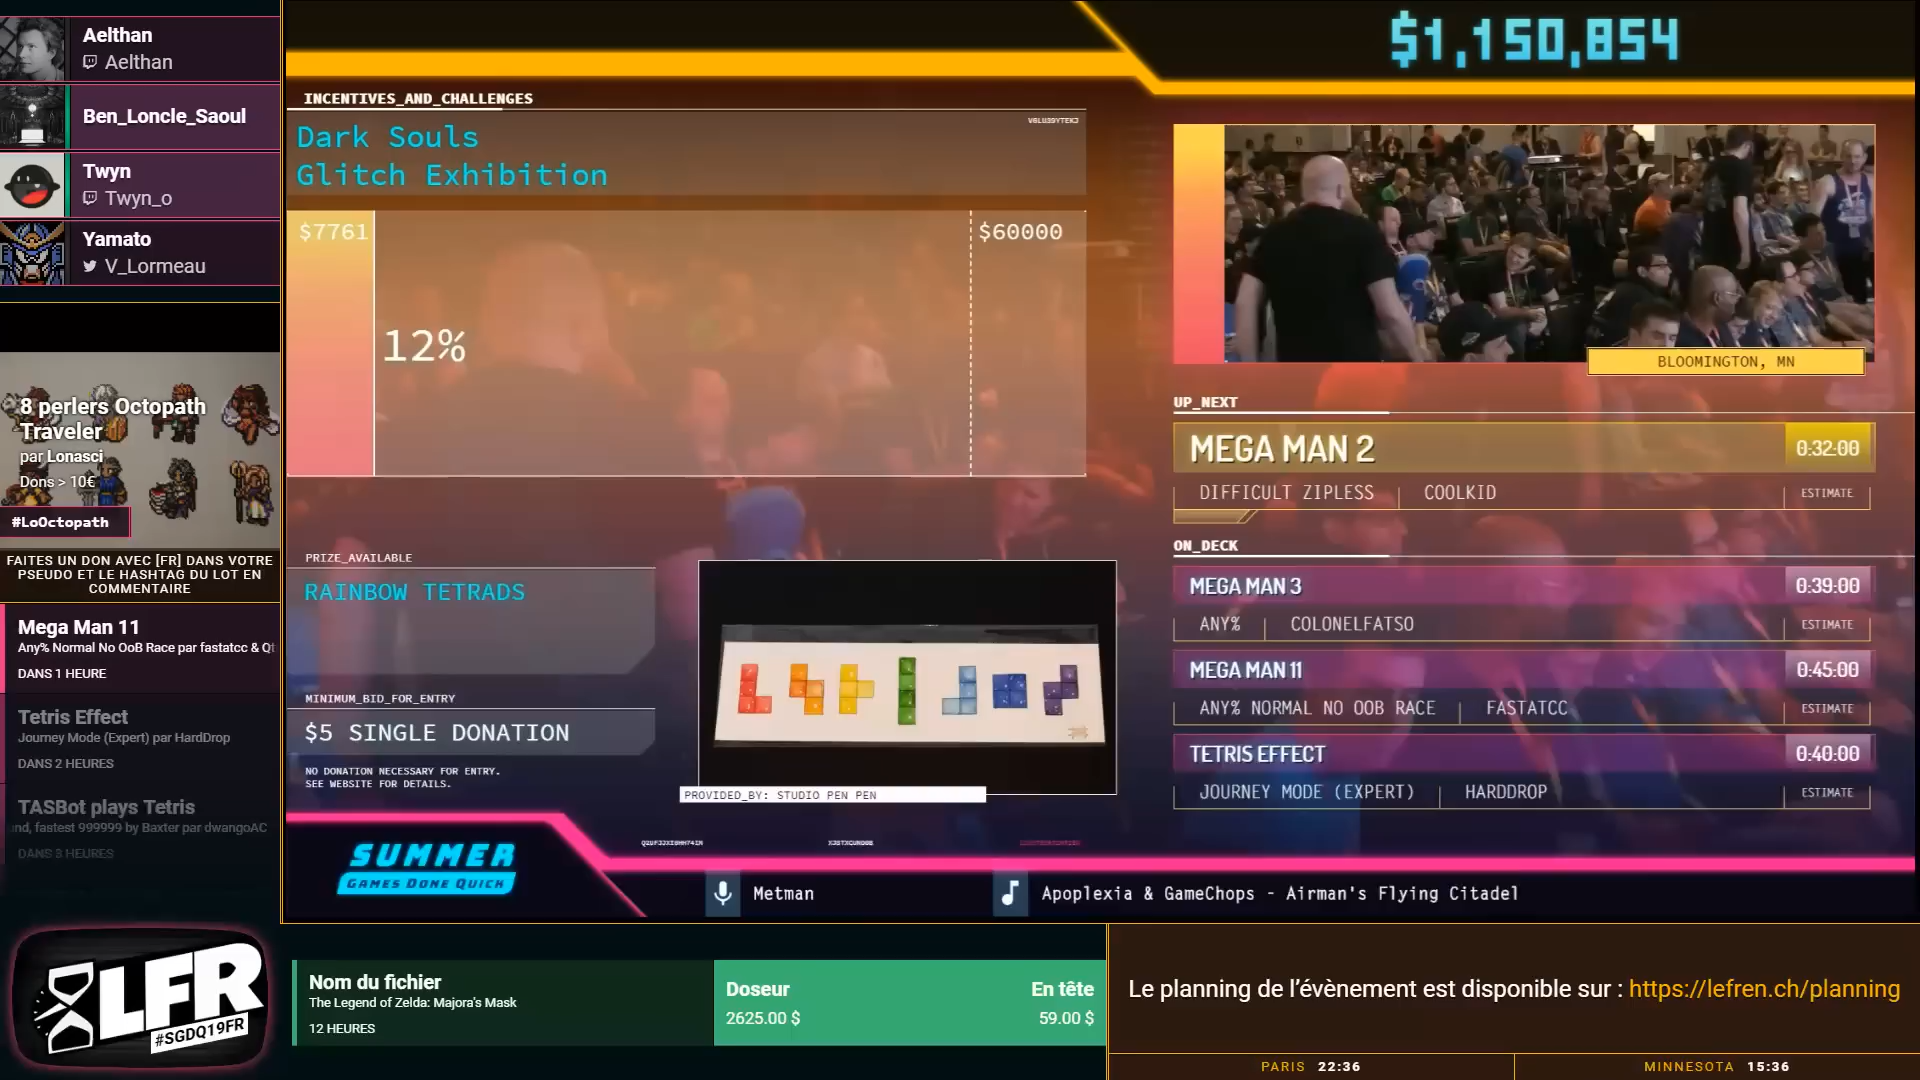 Aelthan
Aelthan
Ben_Loncle_Saoul
Twyn
Twyn_o
Yamato
V_Lormeau
8 perlers Octopath
Traveler
par Lonasci
Dons > 10€
#LoOctopath
FAITES UN DON AVEC [FR] DANS VOTRE
PSEUDO ET LE HASHTAG DU LOT EN
COMMENTAIRE
Mega Man 11
Any% Normal No OoB Race par fastatcc & Qt
DANS 1 HEURE
Tetris Effect
Journey Mode (Expert) par HardDrop
DANS 2 HEURES
TASBot plays Tetris
nd, fastest 999999 by Baxter par dwangoAC
DANS 3 HEURES
LFR
#SGDQ19FR
$1,150,854
INCENTIVES_AND_CHALLENGES
Dark Souls
Glitch Exhibition
$7761
$60000
12%
PRIZE_AVAILABLE
RAINBOW TETRADS
MINIMUM_BID_FOR_ENTRY
$5 SINGLE DONATION
NO DONATION NECESSARY FOR ENTRY.
SEE WEBSITE FOR DETAILS.
PROVIDED_BY: STUDIO PEN PEN
BLOOMINGTON, MN
UP_NEXT
MEGA MAN 2
0:32:00
DIFFICULT ZIPLESS
COOLKID
ESTIMATE
ON_DECK
MEGA MAN 3
0:39:00
ANY%
COLONELFATSO
ESTIMATE
MEGA MAN 11
0:45:00
ANY% NORMAL NO OOB RACE
FASTATCC
ESTIMATE
TETRIS EFFECT
0:40:00
JOURNEY MODE (EXPERT)
HARDDROP
ESTIMATE
SUMMER
GAMES DONE QUICK
Metman
Apoplexia & GameChops - Airman's Flying Citadel
Nom du fichier
The Legend of Zelda: Majora's Mask
12 HEURES
Doseur
2625.00 $
En tête
59.00 $
Le planning de l'évènement est disponible sur : https://lefren.ch/planning
PARIS 22:36
MINNESOTA 15:36